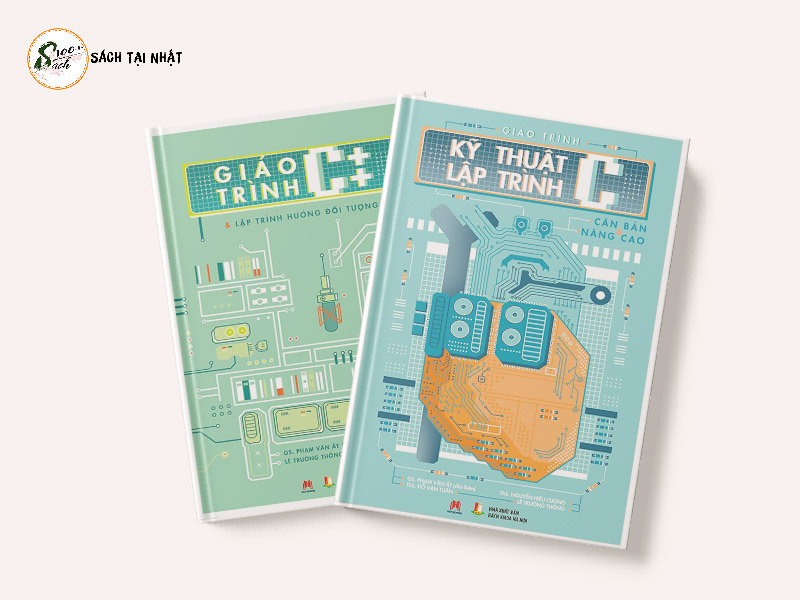 8100
Sách
SÁCH TẠI NHẬT
GIÁO
TRÌNH
C++
& LẬP TRÌNH HƯỚNG ĐỐI TƯỢNG
GS. PHẠM VĂN ẤT
LÊ TRƯỜNG THÔNG
GIÁO TRÌNH
KỸ THUẬT
LẬP TRÌNH
C
CĂN BẢN
& NÂNG CAO
GS. PHẠM VĂN ẤT (chủ biên)
ThS. ĐỖ VĂN TUẤN
ThS. NGUYỄN HIẾU CƯỜNG
LÊ TRƯỜNG THÔNG
NHÀ XUẤT BẢN
BÁCH KHOA HÀ NỘI